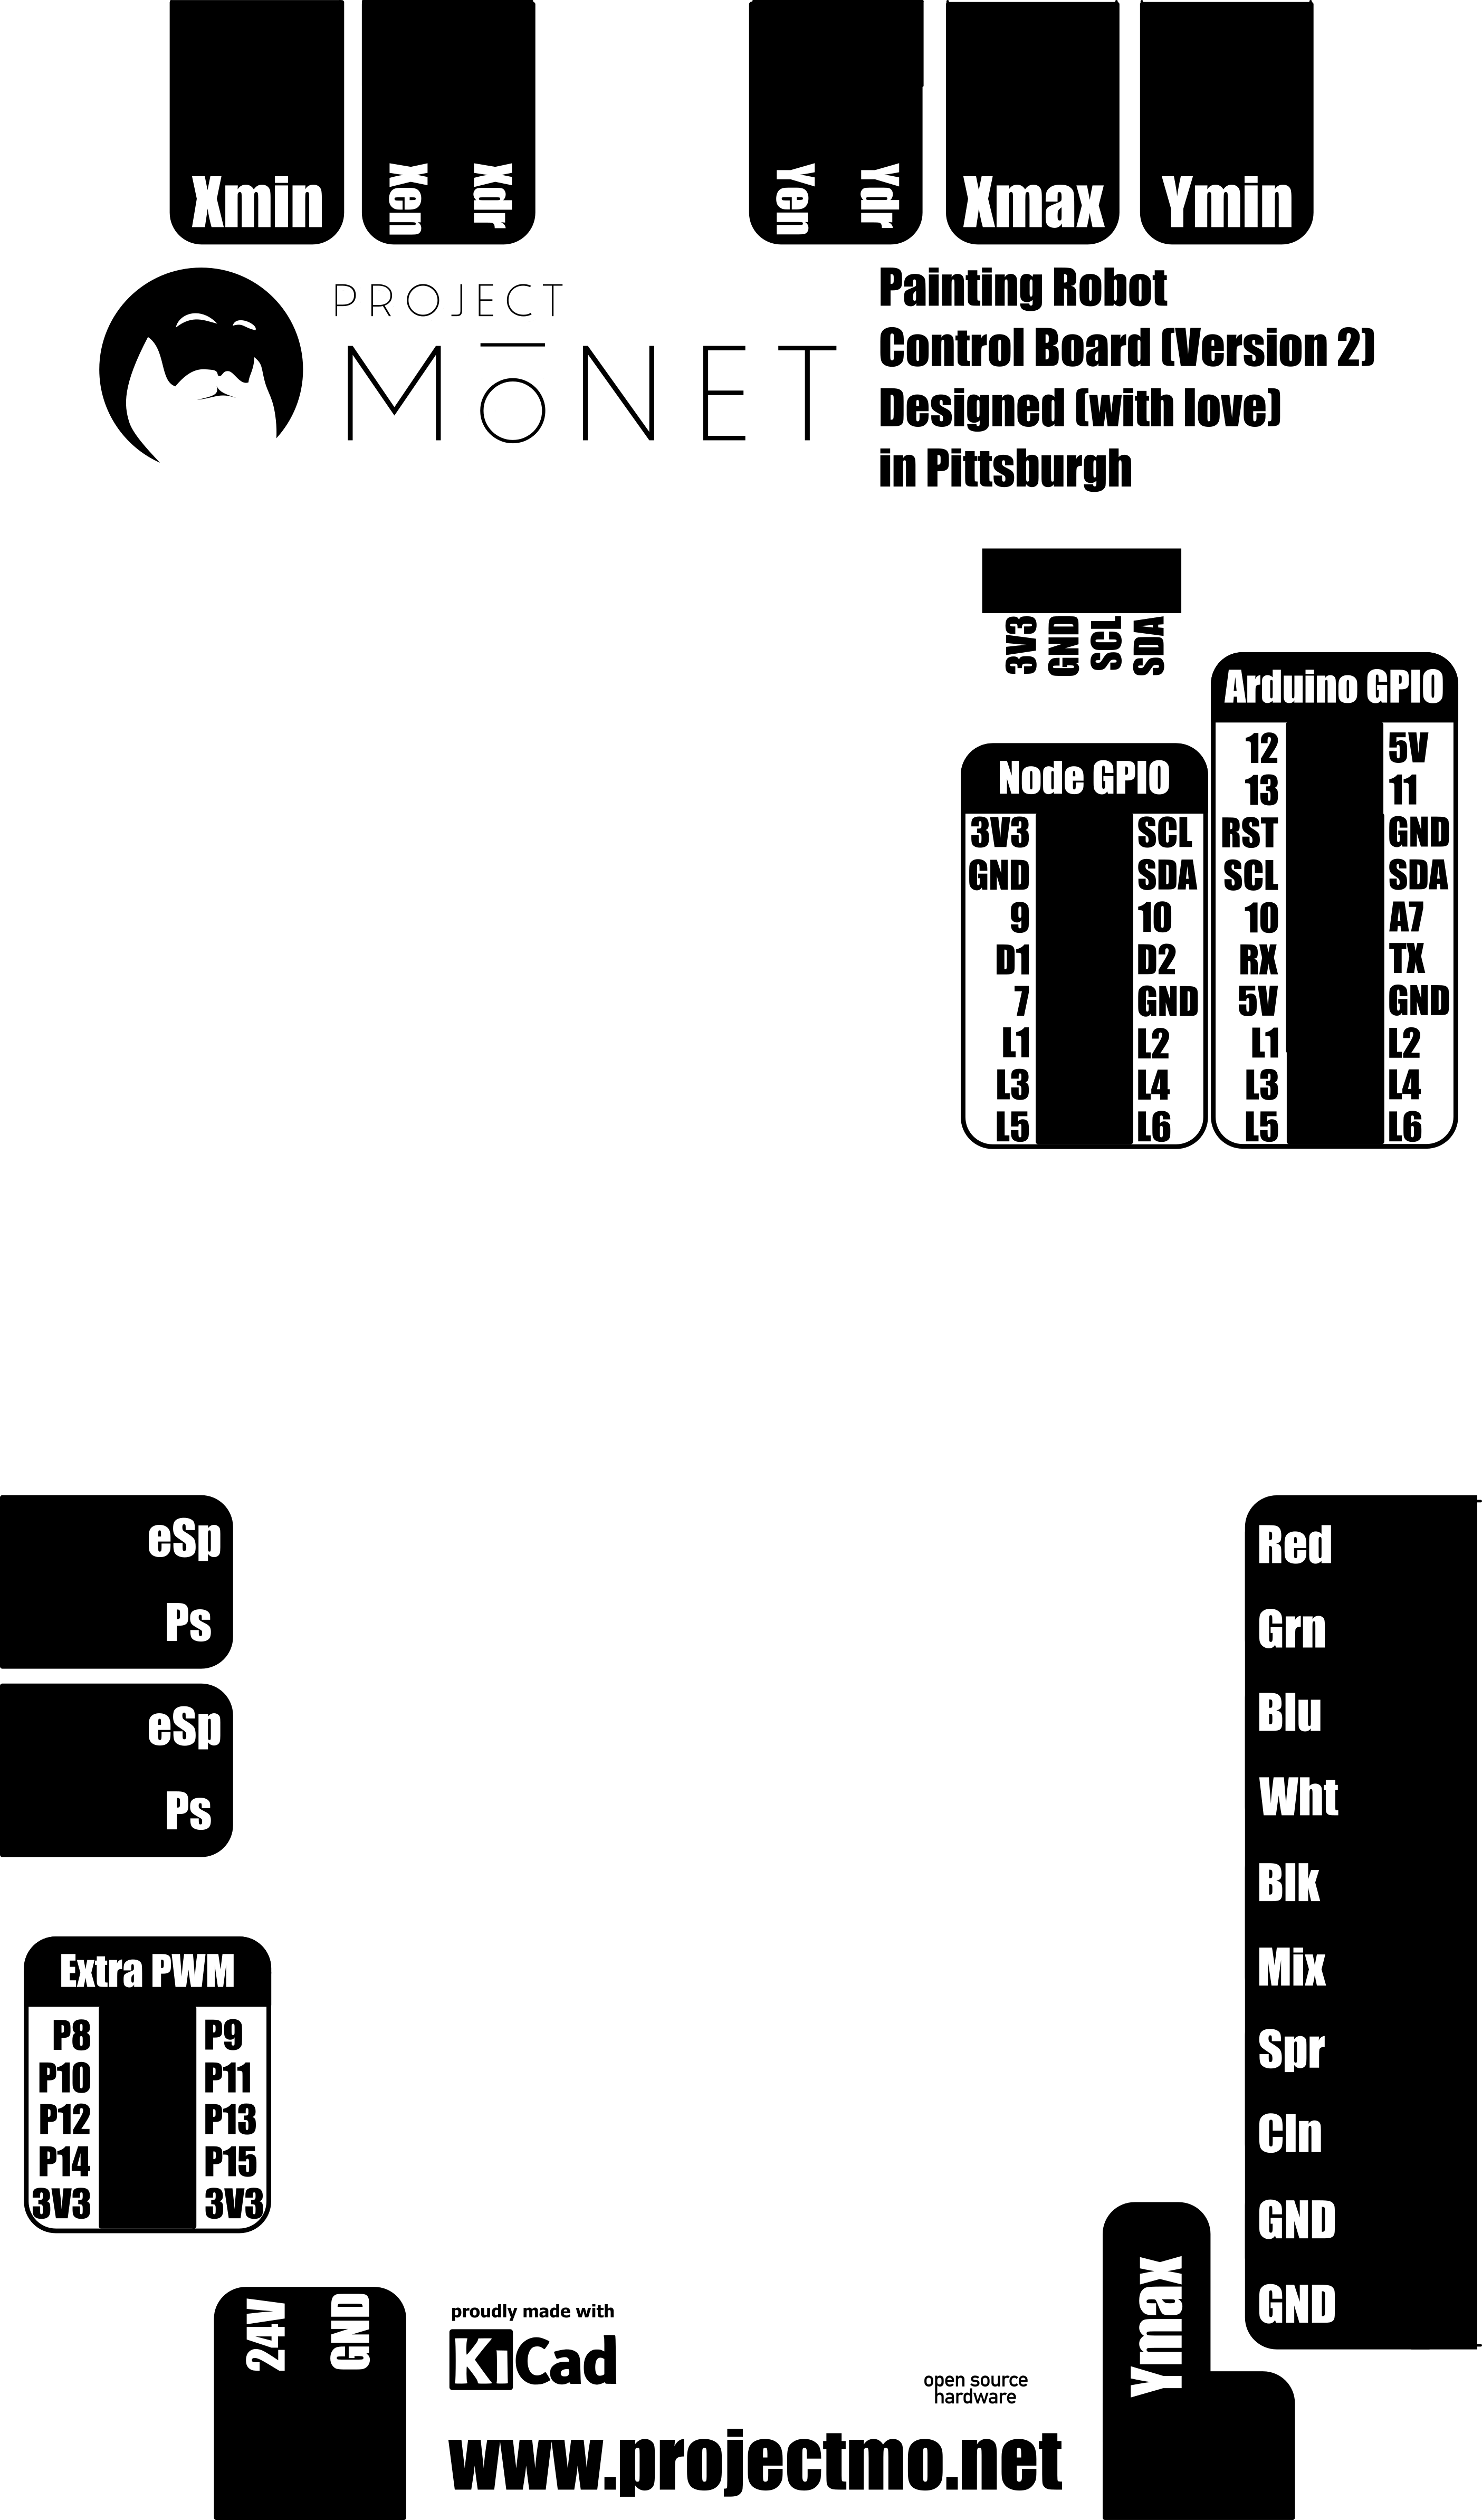 Xmin
Xmax
Ymin
PROJECT
MōNET
Painting Robot
Control Board (Version 2)
Designed (with love)
in Pittsburgh
3V3
GND
SCL
SDA
Arduino GPIO
12 5V
13 11
RST GND
SCL SDA
10 A7
RX TX
5V GND
L1 L2
L3 L4
L5 L6
Node GPIO
3V3 SCL
GND SDA
9 10
D1 D2
7 GND
L1 L2
L3 L4
L5 L6
eSp
Ps
eSp
Ps
Red
Grn
Blu
Wht
Blk
Mix
Spr
Cln
GND
GND
Extra PWM
P8 P9
P10 P11
P12 P13
P14 P15
3V3 3V3
24V
GND
proudly made with
KiCad
open source
hardware
Ymax
www.projectmo.net